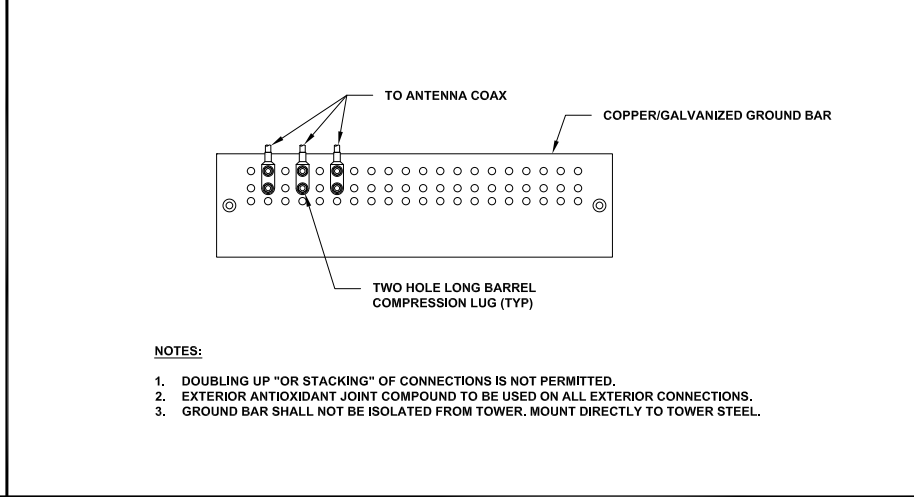 TO ANTENNA COAX
COPPER/GALVANIZED GROUND BAR
TWO HOLE LONG BARREL
COMPRESSION LUG (TYP)
NOTES:
1. DOUBLING UP "OR STACKING" OF CONNECTIONS IS NOT PERMITTED.
2. EXTERIOR ANTIOXIDANT JOINT COMPOUND TO BE USED ON ALL EXTERIOR CONNECTIONS.
3. GROUND BAR SHALL NOT BE ISOLATED FROM TOWER. MOUNT DIRECTLY TO TOWER STEEL.